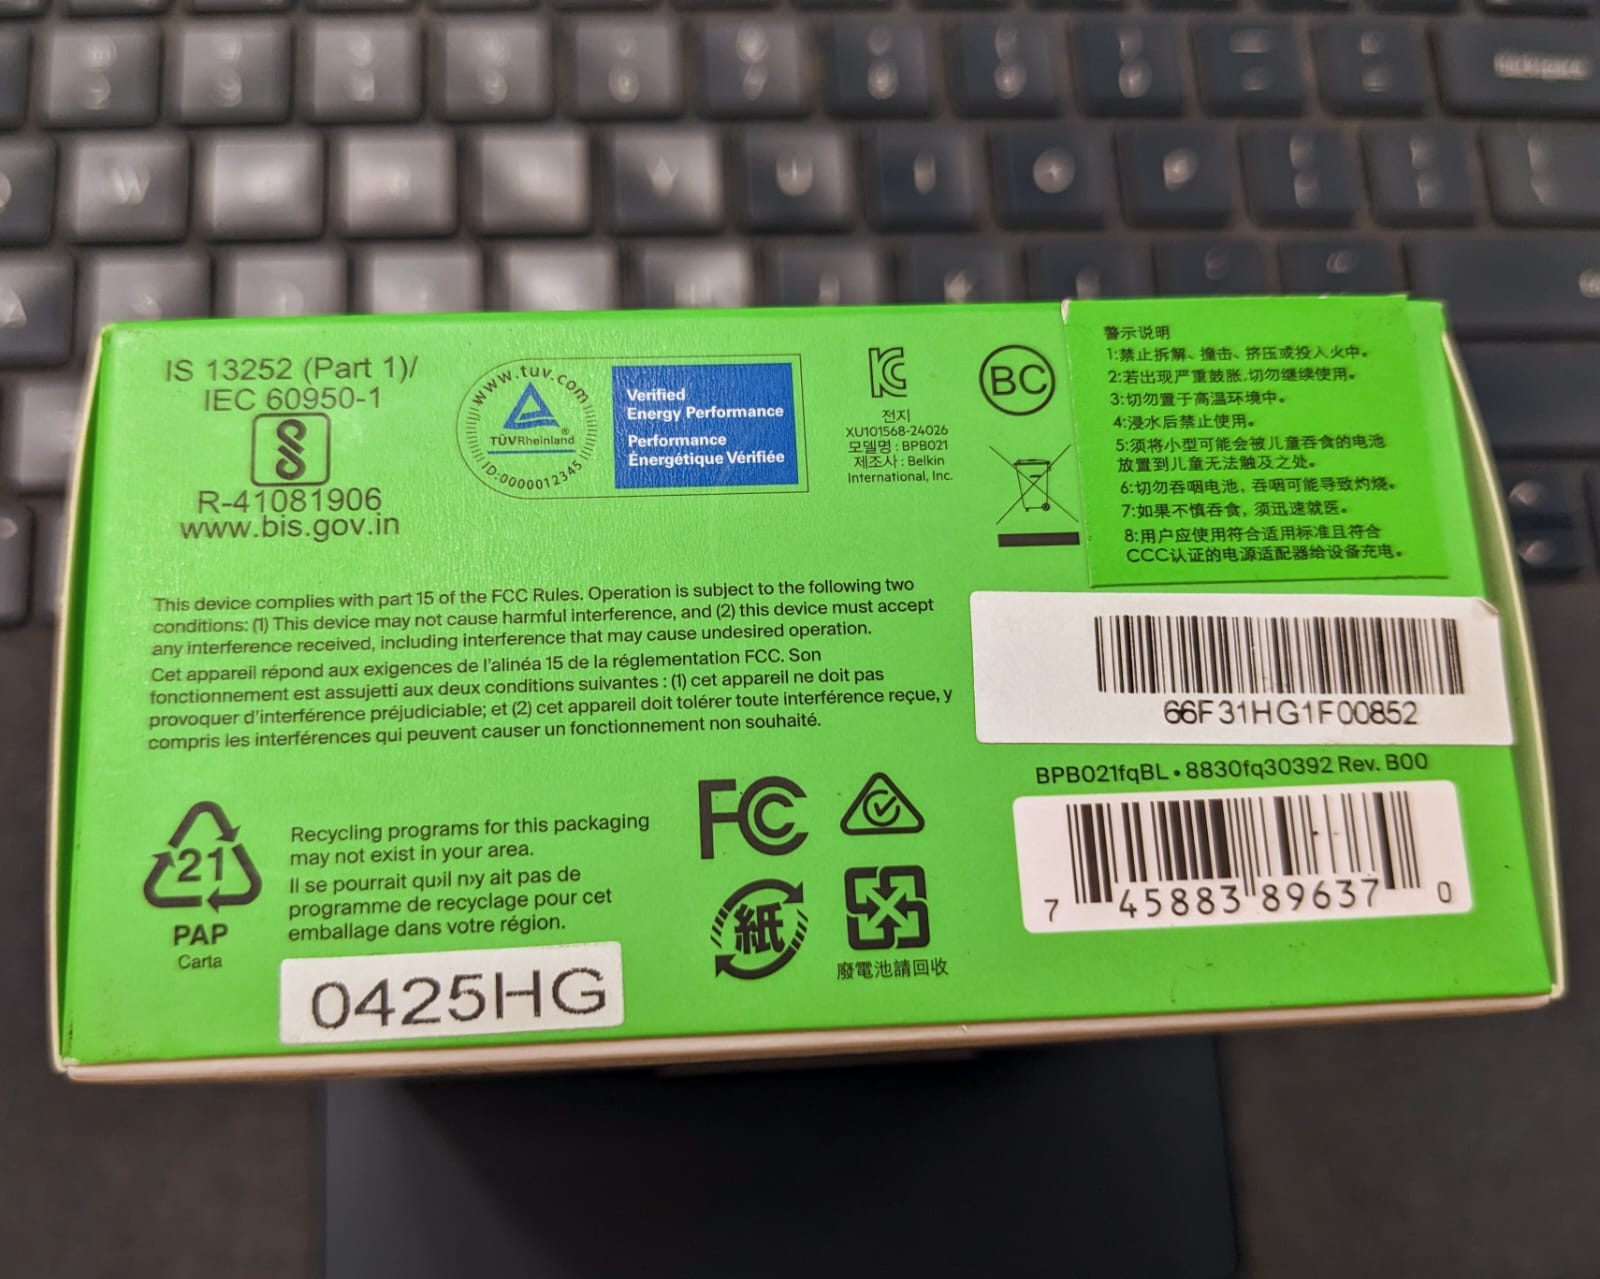 IS 13252 (Part 1)/
IEC 60950-1
R-41081906
www.bis.gov.in
www.tuv.com
TÜVRheinland®
ID:0000012345
Verified
Energy Performance
Performance
Énergétique Vérifiée
전지
XU101568-24026
모델명 : BPB021
제조사 : Belkin
International, Inc.
BC
警示说明
1:禁止拆解、撞击、挤压或投入火中。
2:若出现严重鼓胀,切勿继续使用。
3:切勿置于高温环境中。
4:浸水后禁止使用。
5:须将小型可能会被儿童吞食的电池
放置到儿童无法触及之处。
6:切勿吞咽电池，吞咽可能导致灼烧。
7:如果不慎吞食，须迅速就医。
8:用户应使用符合适用标准且符合
CCC认证的电源适配器给设备充电。
This device complies with part 15 of the FCC Rules. Operation is subject to the following two
conditions: (1) This device may not cause harmful interference, and (2) this device must accept
any interference received, including interference that may cause undesired operation.
Cet appareil répond aux exigences de l'alinéa 15 de la réglementation FCC. Son
fonctionnement est assujetti aux deux conditions suivantes : (1) cet appareil ne doit pas
provoquer d'interférence préjudiciable; et (2) cet appareil doit tolérer toute interférence reçue, y
compris les interférences qui peuvent causer un fonctionnement non souhaité.
66F31HG1F00852
BPB021fqBL • 8830fq30392 Rev. B00
7 45883 89637 0
21
PAP
Carta
Recycling programs for this packaging
may not exist in your area.
Il se pourrait qu›il n›y ait pas de
programme de recyclage pour cet
emballage dans votre région.
FC
紙
廢電池請回收
0425HG